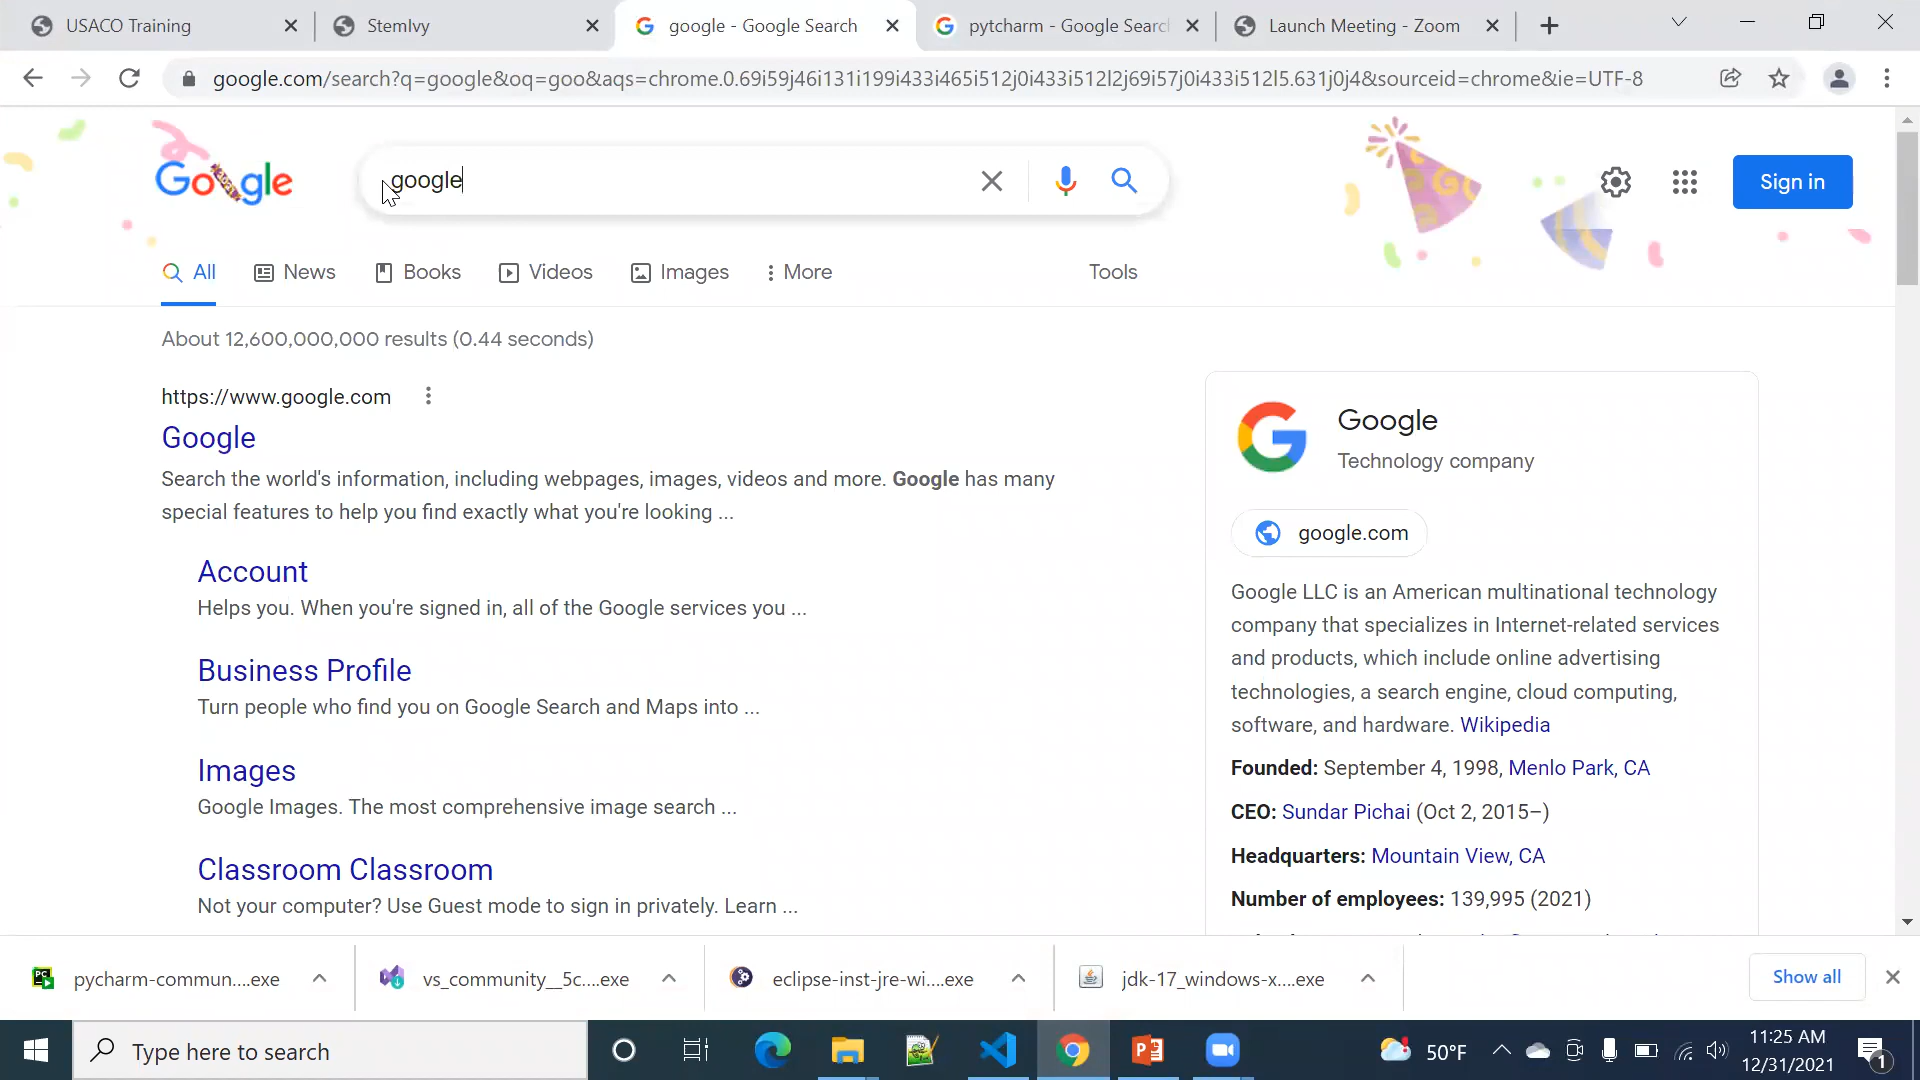 USACO Training
StemIvy
google - Google Search
pytcharm - Google Search
Launch Meeting - Zoom
google.com/search?q=google&oq=goo&aqs=chrome.0.69i59j46i131i199i433i465i512j0i433i512l2j69i57j0i433i512l5.631j0j4&sourceid=chrome&ie=UTF-8
Google
google
Sign in
All
News
Books
Videos
Images
More
Tools
About 12,600,000,000 results (0.44 seconds)
https://www.google.com
Google
Search the world's information, including webpages, images, videos and more. Google has many
special features to help you find exactly what you're looking ...
Account
Helps you. When you're signed in, all of the Google services you ...
Business Profile
Turn people who find you on Google Search and Maps into ...
Images
Google Images. The most comprehensive image search ...
Classroom Classroom
Not your computer? Use Guest mode to sign in privately. Learn ...
Google
Technology company
google.com
Google LLC is an American multinational technology
company that specializes in Internet-related services
and products, which include online advertising
technologies, a search engine, cloud computing,
software, and hardware. Wikipedia
Founded: September 4, 1998, Menlo Park, CA
CEO: Sundar Pichai (Oct 2, 2015–)
Headquarters: Mountain View, CA
Number of employees: 139,995 (2021)
pycharm-commun....exe
vs_community__5c....exe
eclipse-inst-jre-wi....exe
jdk-17_windows-x....exe
Show all
Type here to search
50°F
11:25 AM
12/31/2021
1